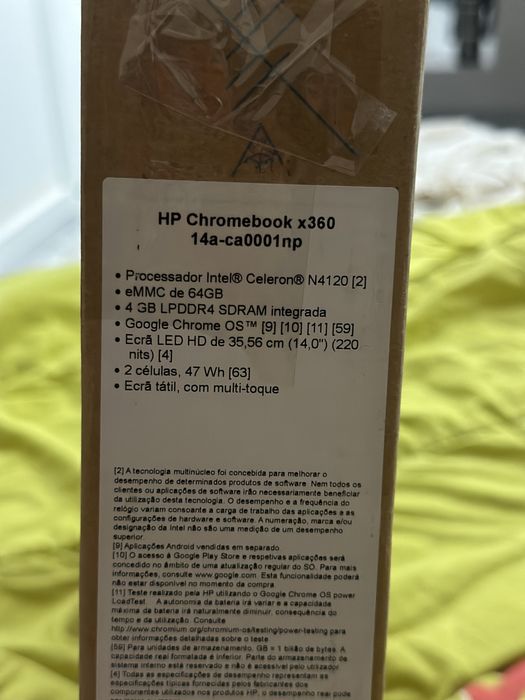 HP Chromebook x360
14a-ca0001np
• Processador Intel® Celeron® N4120 [2]
• eMMC de 64GB
• 4 GB LPDDR4 SDRAM integrada
• Google Chrome OS™ [9] [10] [11] [59]
• Ecrã LED HD de 35,56 cm (14,0") (220
nits) [4]
• 2 células, 47 Wh [63]
• Ecrã tátil, com multi-toque
[2] A tecnologia multinúcleo foi concebida para melhorar o
desempenho de determinados produtos de software. Nem todos os
clientes ou aplicações de software irão necessariamente beneficiar
da utilização desta tecnologia. O desempenho e a frequência do
relógio variam consoante a carga de trabalho das aplicações e as
configurações de hardware e software. A numeração, marca e/ou
designação da Intel não são uma medição de um desempenho
superior.
[9] Aplicações Android vendidas em separado
[10] O acesso à Google Play Store e respetivas aplicações será
concedido no âmbito de uma atualização regular do SO. Para mais
informações, consulte www.google.com. Esta funcionalidade poderá
não estar disponível no momento da compra.
[11] Teste realizado pela HP utilizando o Google Chrome OS power
LoadTest. A autonomia da bateria irá variar e a capacidade
máxima da bateria irá naturalmente diminuir, consequência do
tempo e da utilização. Consulte
http://www.chromium.org/chromium-os/testing/power-testing para
obter informações detalhadas sobre o teste.
[59] Para unidades de armazenamento, GB = 1 bilião de bytes. A
capacidade real formatada é inferior. Parte do armazenamento do
sistema interno está reservado e não é acessível pelo utilizador.
[4] Todas as especificações de desempenho representam as
especificações típicas fornecidas pelos fabricantes dos
componentes utilizados nos produtos HP; o desempenho real pode